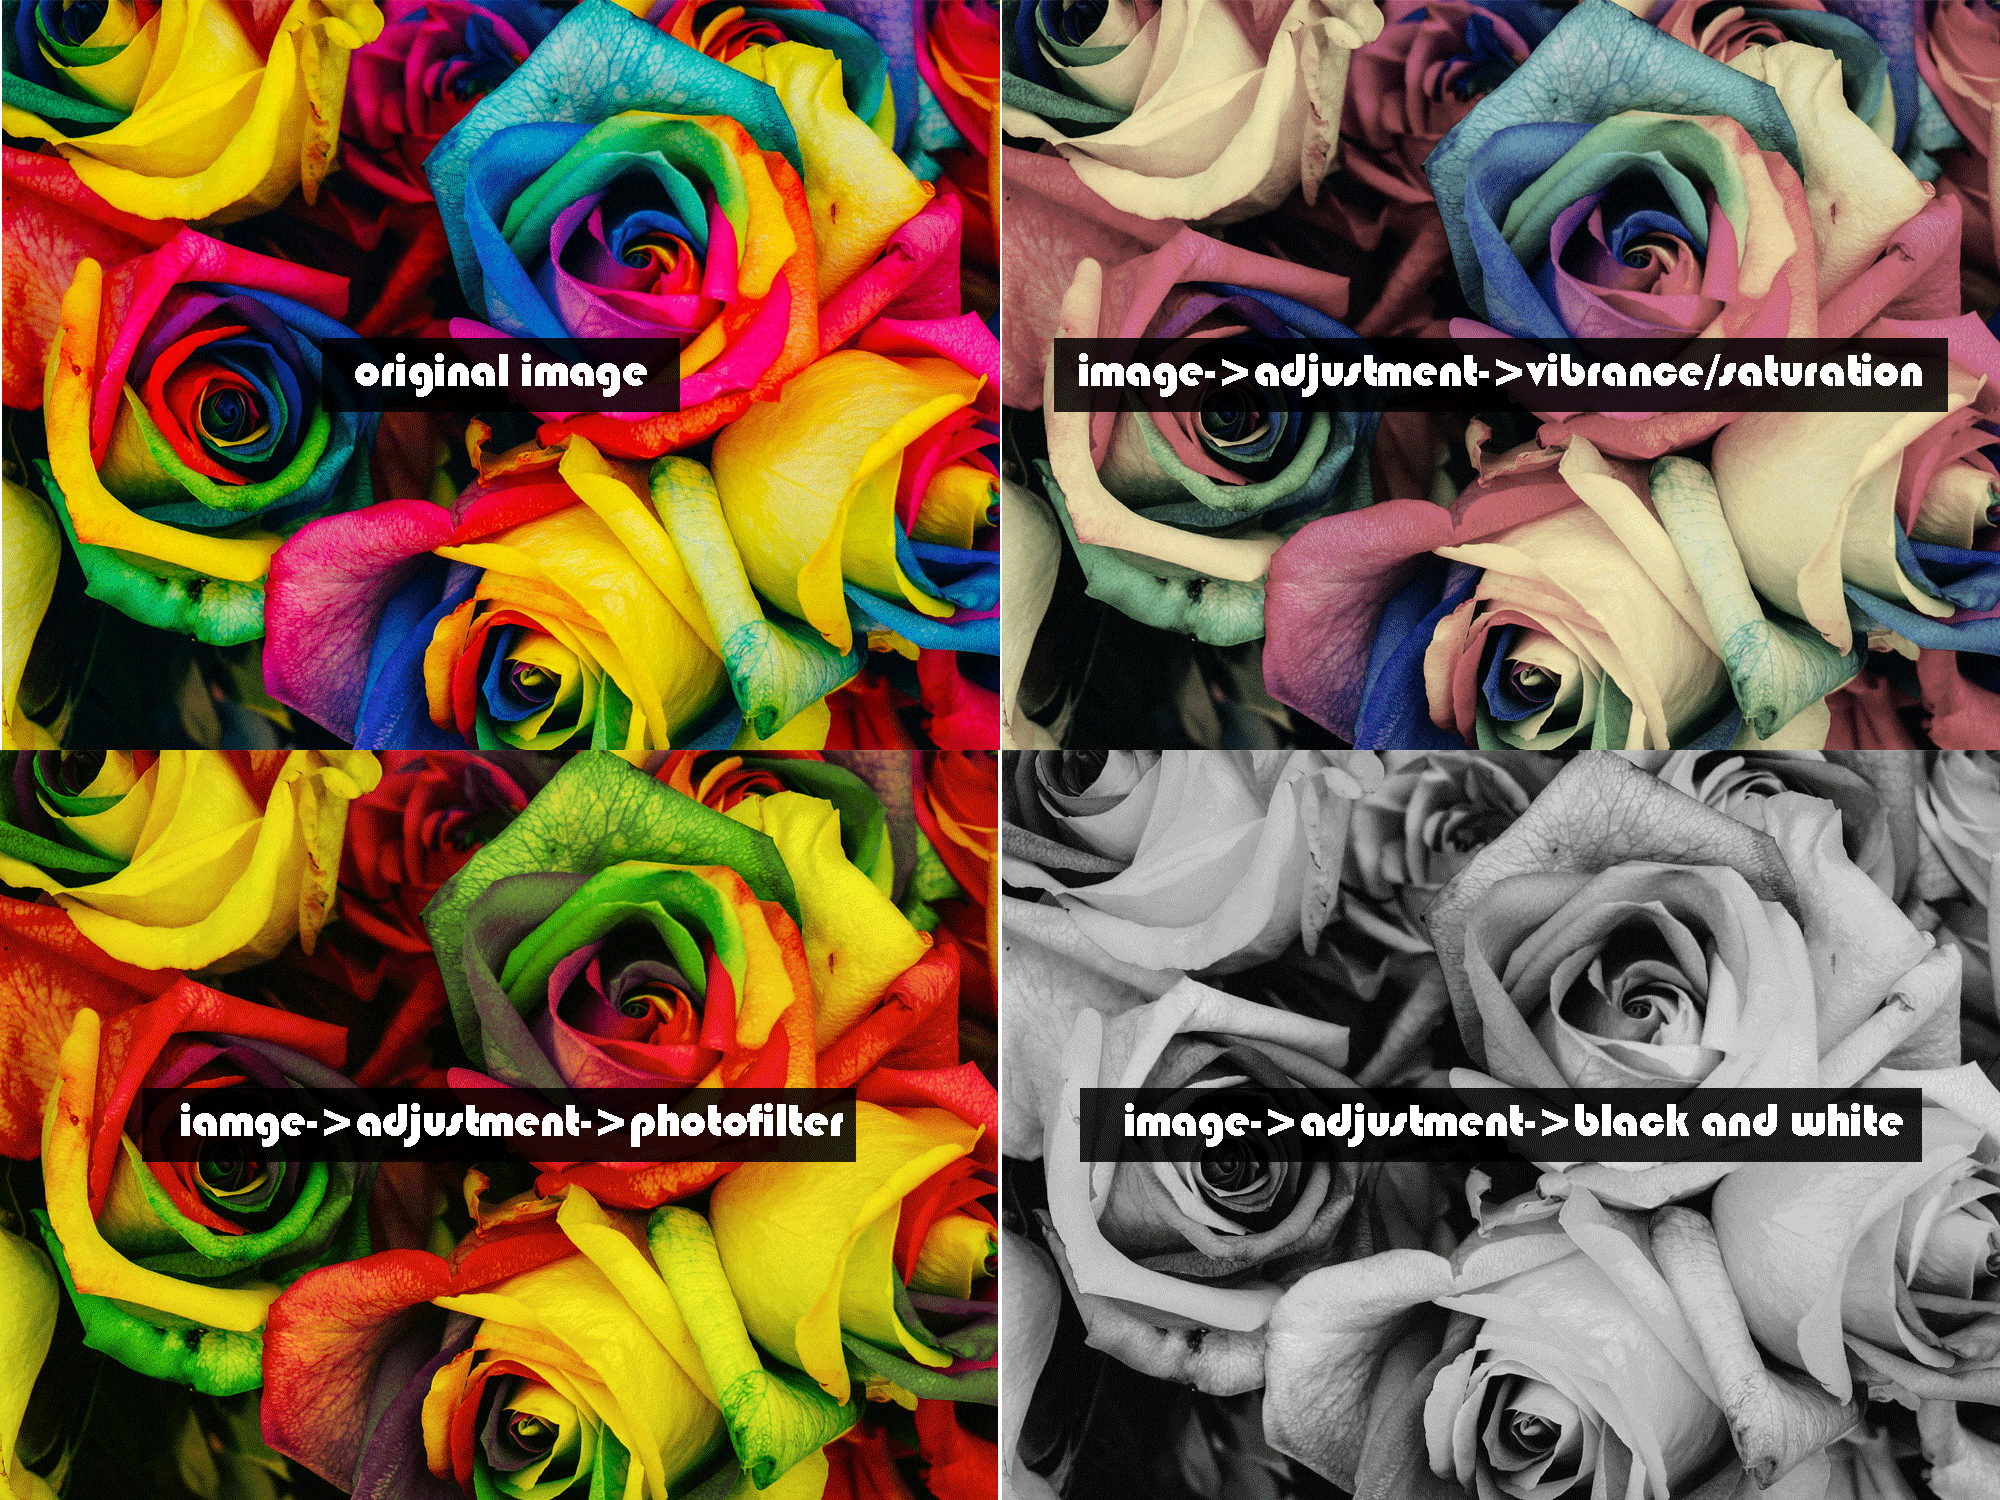 original image
image->adjustment->vibrance/saturation
iamge->adjustment->photofilter
image->adjustment->black and white